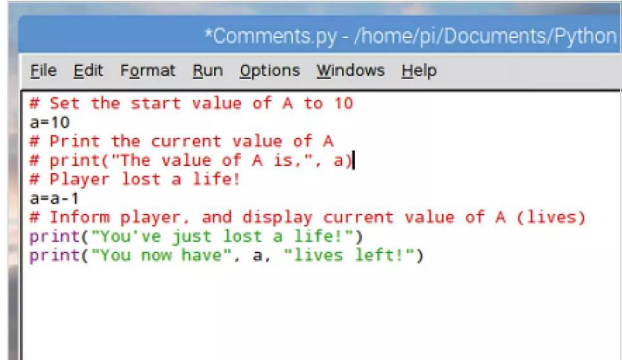 *Comments.py - /home/pi/Documents/Python
File Edit Format Run Options Windows Help
# Set the start value of A to 10
a=10
# Print the current value of A
# print("The value of A is,", a)
# Player lost a life!
a=a-1
# Inform player, and display current value of A (lives)
print("You've just lost a life!")
print("You now have", a, "lives left!")